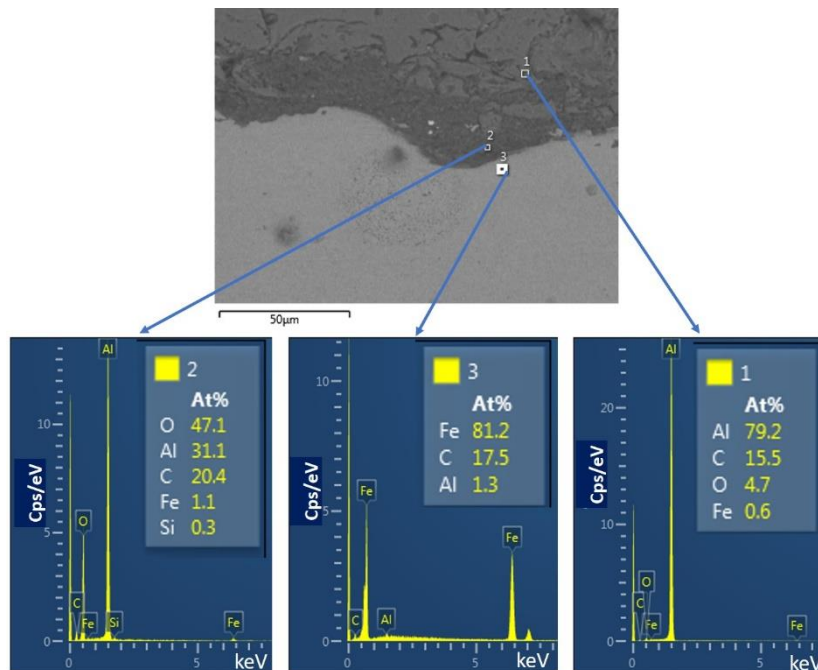 1
2
3
50µm
Al
2
At%
O 47.1
Al 31.1
C 20.4
Fe 1.1
Si 0.3
10
5
0
Cps/eV
O
C
Fe
Si
Fe
0
5
keV
3
At%
Fe 81.2
C 17.5
Al 1.3
10
5
0
Cps/eV
Fe
Fe
C
Al
0
5
keV
Al
1
At%
Al 79.2
C 15.5
O 4.7
Fe 0.6
20
10
0
Cps/eV
O
C
Fe
Fe
0
5
keV